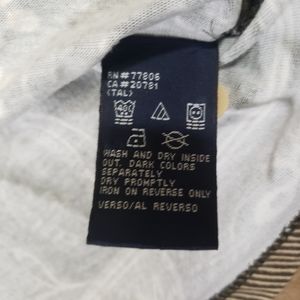 RN#77806
CA#20781
(TAL)
40C
WASH AND DRY INSIDE
OUT. DARK COLORS
SEPARATELY
DRY PROMPTLY
IRON ON REVERSE ONLY
VERSO/AL REVERSO